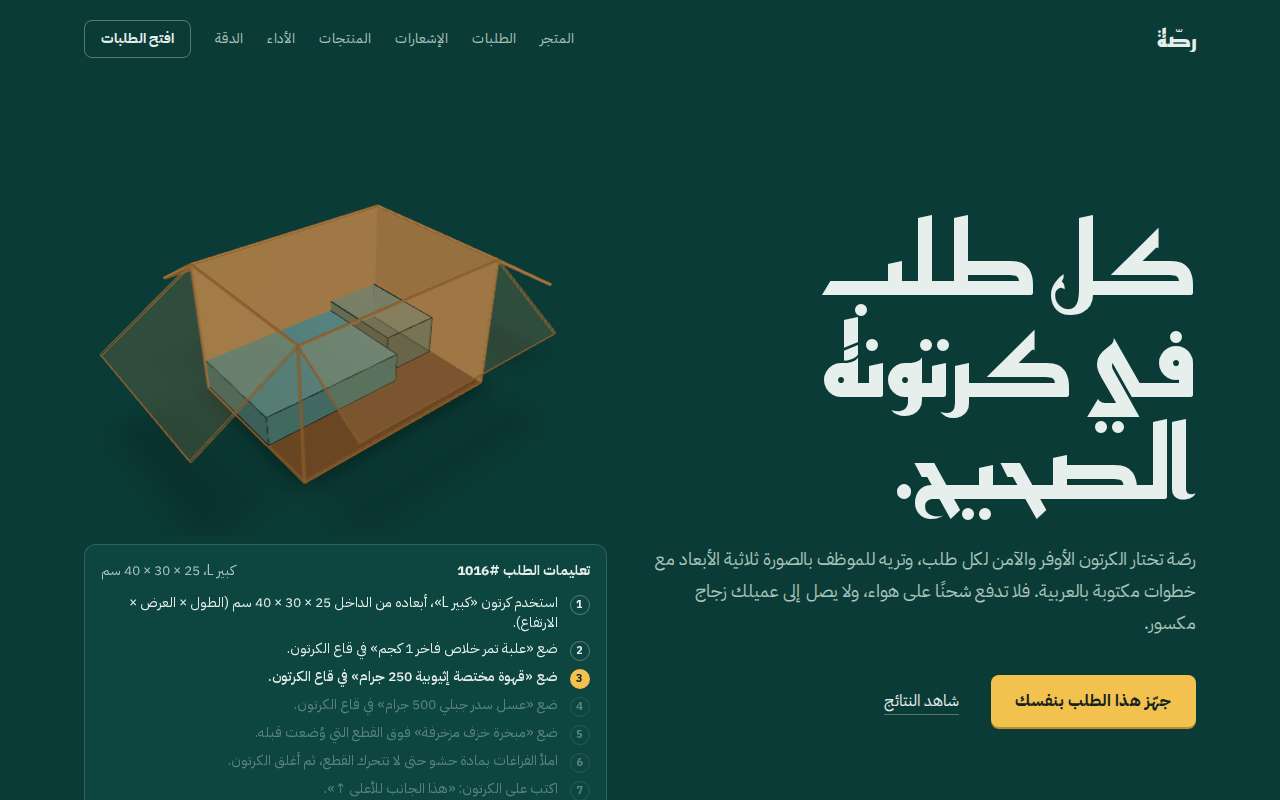 رصّة
المتجر
الطلبات
الإشعارات
المنتجات
الأداء
الدقة
افتح الطلبات
كل طلب
في كرتونة
الصحيح.
رصّة تختار الكرتون الأوفر والآمن لكل طلب، وتريه للموظف بالصورة ثلاثية الأبعاد مع
خطوات مكتوبة بالعربية. فلا تدفع شحنًا على هواء، ولا يصل إلى عميلك زجاج
مكسور.
جهّز هذا الطلب بنفسك
شاهد النتائج
تعليمات الطلب #1016
كبير L، 25 × 30 × 40 سم
1 استخدم كرتون «كبير L»، أبعاده من الداخل 25 × 30 × 40 سم (الطول × العرض ×
الارتفاع).
2 ضع «علبة تمر خلاص فاخر 1 كجم» في قاع الكرتون.
3 ضع «قهوة مختصة إثيوبية 250 جرام» في قاع الكرتون.
4 ضع «عسل سدر جبلي 500 جرام» في قاع الكرتون.
5 ضع «مبخرة خزف مزخرفة» فوق القطع التي وُضعت قبله.
6 املأ الفراغات بمادة حشو حتى لا تتحرك القطع، ثم أغلق الكرتون.
7 اكتب على الكرتون: «هذا الجانب للأعلى ↑».